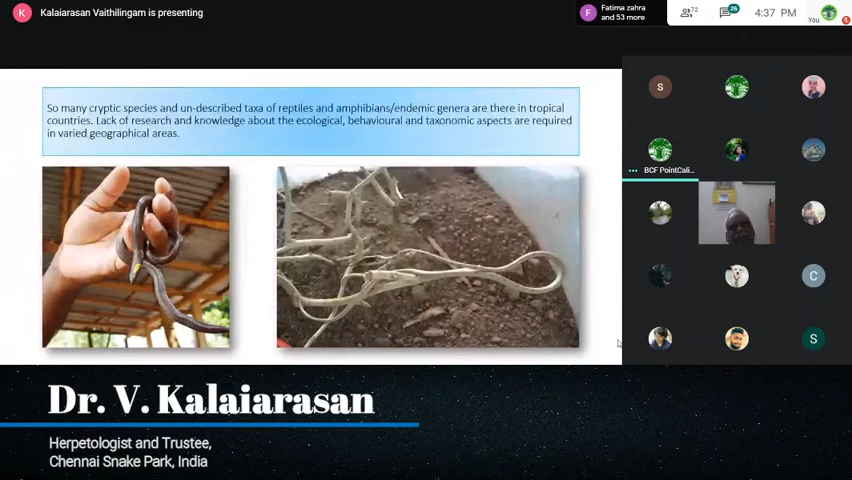 K Kalaiarasan Vaithilingam is presenting
F Fatima zahra
and 53 more
72
25
4:37 PM
You
So many cryptic species and un-described taxa of reptiles and amphibians/endemic genera are there in tropical
countries. Lack of research and knowledge about the ecological, behavioural and taxonomic aspects are required
in varied geographical areas.
S
BCF PointCali...
C
S
Dr. V. Kalaiarasan
Herpetologist and Trustee,
Chennai Snake Park, India